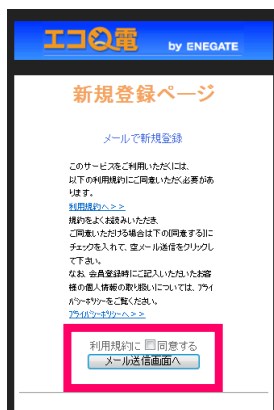 エコQ電 by ENEGATE
新規登録ページ
メールで新規登録
このサービスをご利用いただくには、
以下の利用規約にご同意いただく必要があ
ります。
利用規約へ>>
規約をよくお読みいただき、
ご同意いただける場合は下の[同意する]に
チェックを入れて、空メール送信をクリックし
て下さい。
なお、会員登録時にご記入いただいたお客
様の個人情報の取り扱いについては、プライ
バシーポリシーをご覧ください。
プライバシーポリシーへ>>
利用規約に 同意する
メール送信画面へ